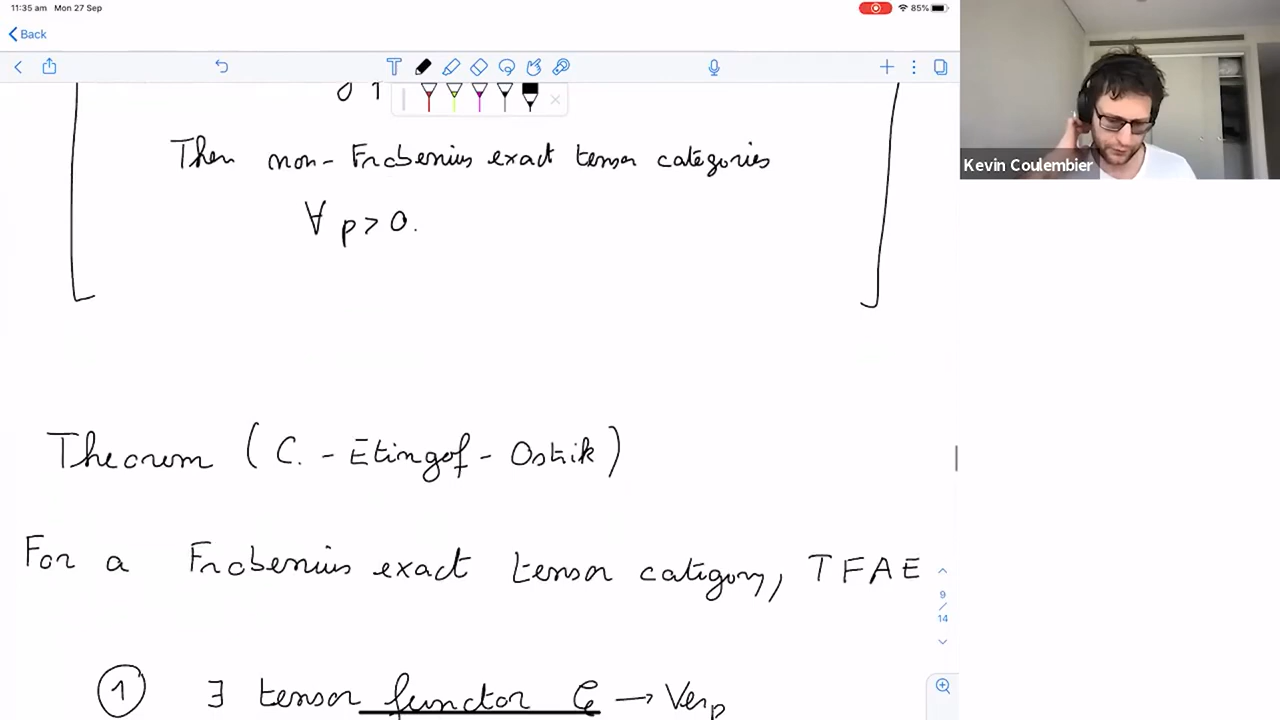 11:35 am Mon 27 Sep
85%
Back
Then non-Frobenius exact tensor categories
∀ p > 0.
Kevin Coulembier
Theorem (C. - Etingof - Ostrik)
For a Frobenius exact tensor category, TFAE
9
/
14
① ∃ tensor functor C → Verp